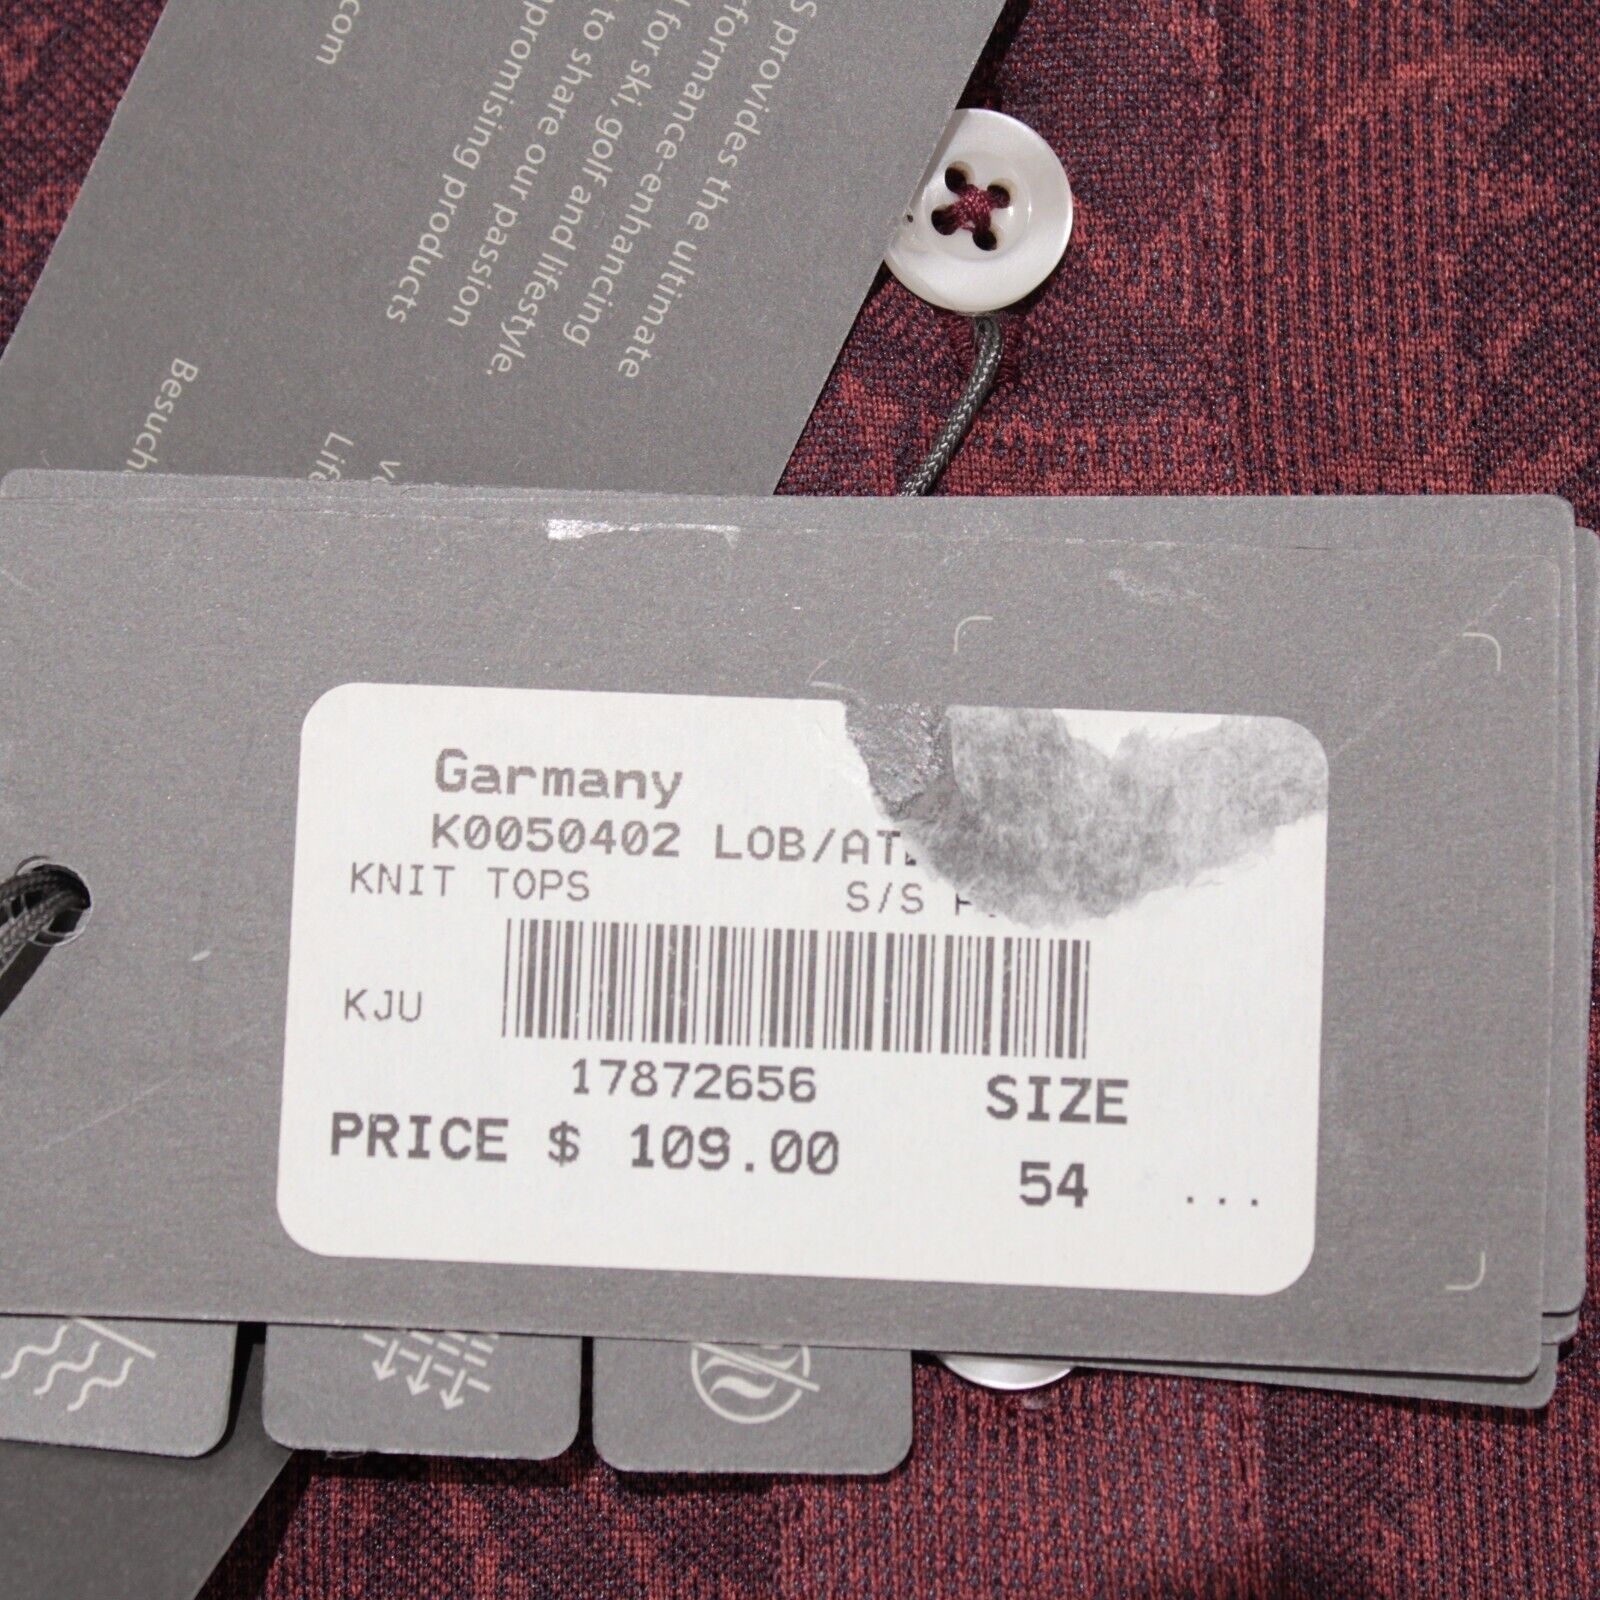 .com
S provides the ultimate
formance-enhancing
for ski, golf and lifestyle.
to share our passion
promising products
Besuch
Life
Garmany
K0050402 LOB/AT
KNIT TOPS S/S
KJU
17872656
SIZE
PRICE $ 109.00
54 ...